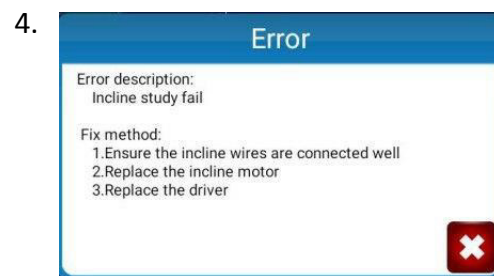 4.
Error
Error description:
Incline study fail
Fix method:
1.Ensure the incline wires are connected well
2.Replace the incline motor
3.Replace the driver